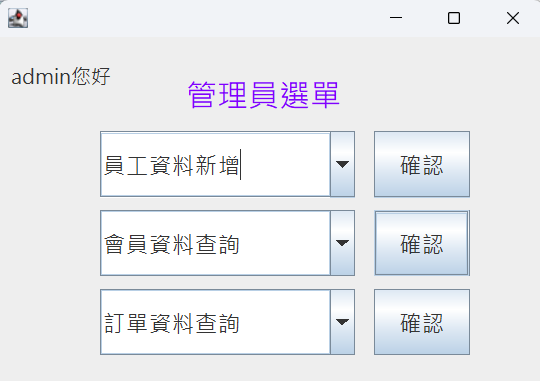 admin您好
管理員選單
員工資料新增 確認
會員資料查詢 確認
訂單資料查詢 確認